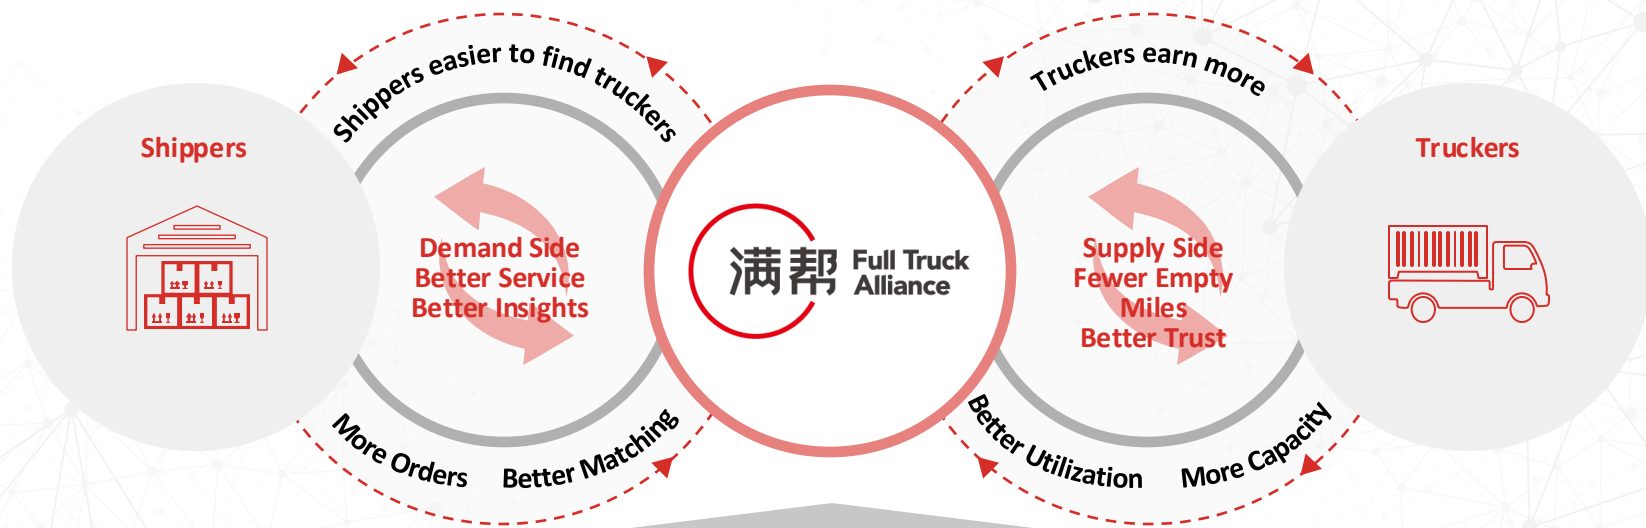 Shippers easier to find truckers
Truckers earn more
Shippers
Demand Side
Better Service
Better Insights
满帮
Full Truck
Alliance
Supply Side
Fewer Empty
Miles
Better Trust
Truckers
More Orders
Better Matching
Better Utilization
More Capacity